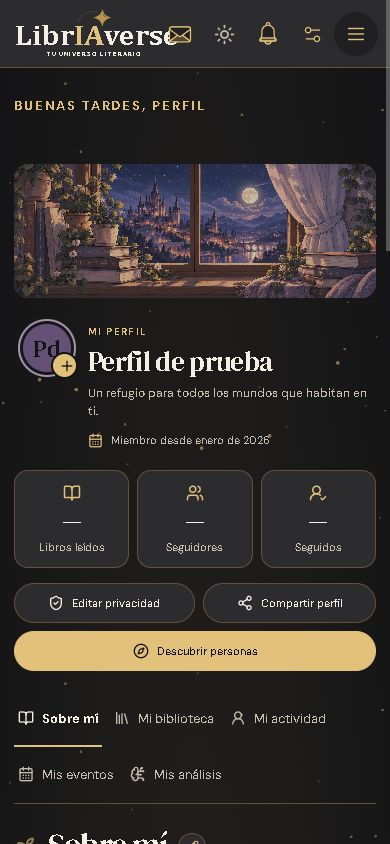 LibrIAverso
TU UNIVERSO LITERARIO
BUENAS TARDES, PERFIL
Pd
MI PERFIL
Perfil de prueba
Un refugio para todos los mundos que habitan en
ti.
Miembro desde enero de 2026
— — —
Libros leídos Seguidores Seguidos
Editar privacidad Compartir perfil
Descubrir personas
Sobre mí Mi biblioteca Mi actividad
Mis eventos Mis análisis
Sobre mí